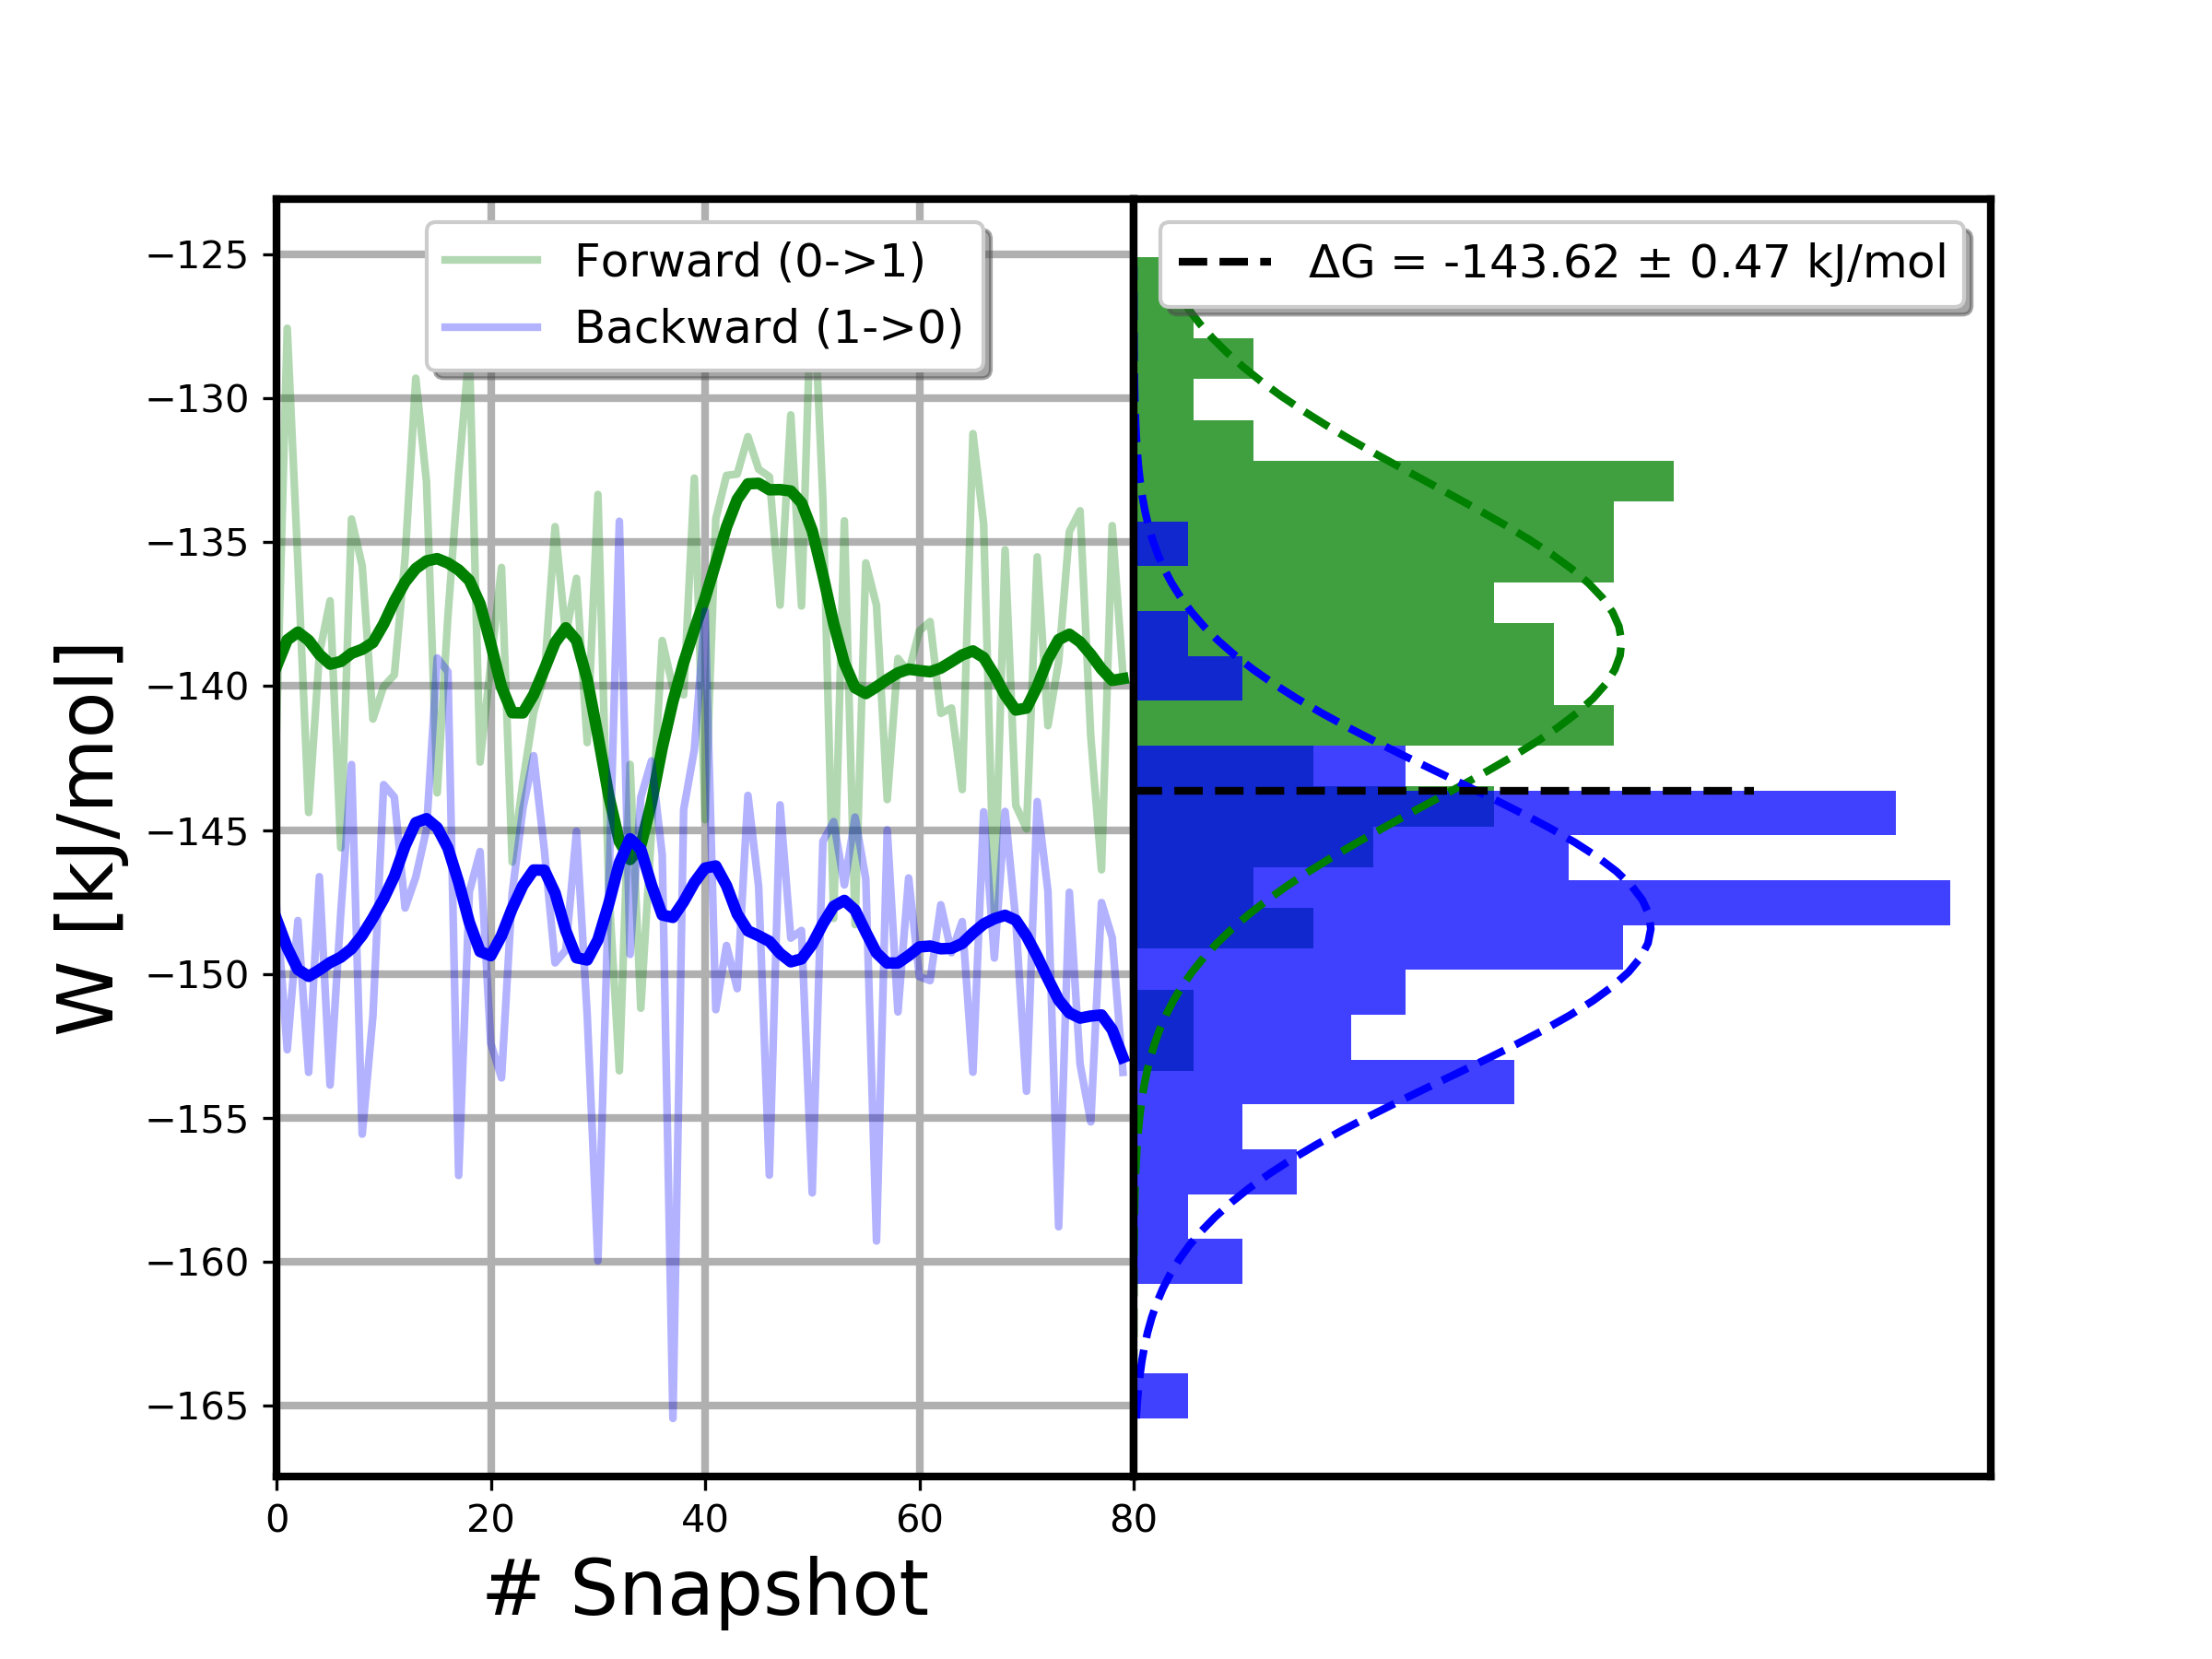 Forward (0->1)
Backward (1->0)
ΔG = -143.62 ± 0.47 kJ/mol
W [kJ/mol]
−125
−130
−135
−140
−145
−150
−155
−160
−165
0 20 40 60 80
# Snapshot